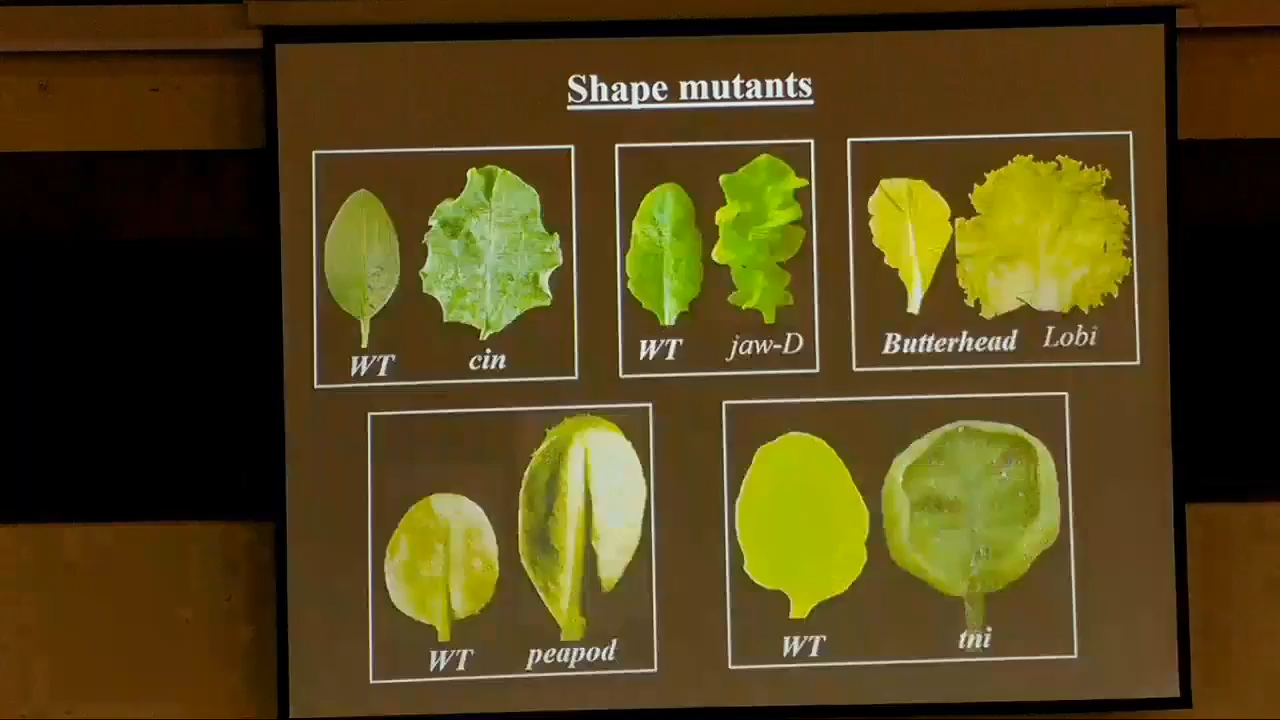 Shape mutants
WT cin
WT jaw-D
Butterhead Lobi
WT peapod
WT tni